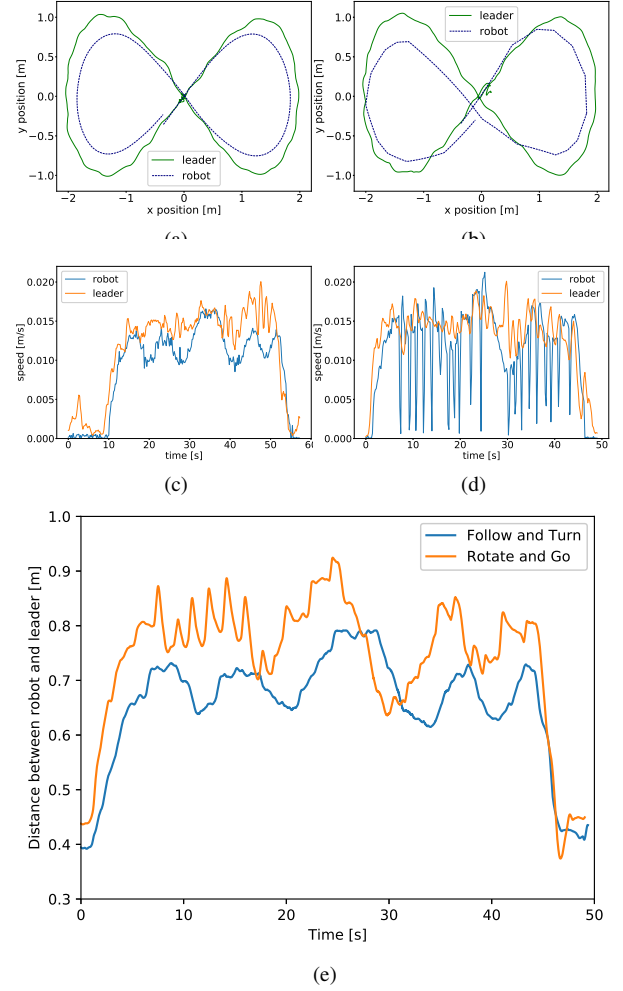 1.0
0.5
0.0
−0.5
−1.0
y position [m]
leader
robot
−2
−1
0
1
2
x position [m]
(a)
1.0
0.5
0.0
−0.5
−1.0
y position [m]
leader
robot
−2
−1
0
1
2
x position [m]
(b)
0.020
0.015
0.010
0.005
0.000
speed [m/s]
robot
leader
0
10
20
30
40
50
time [s]
(c)
0.020
0.015
0.010
0.005
0.000
speed [m/s]
robot
leader
0
10
20
30
40
50
time [s]
(d)
1.0
0.9
0.8
0.7
0.6
0.5
0.4
0.3
Distance between robot and leader [m]
Follow and Turn
Rotate and Go
0
10
20
30
40
50
Time [s]
(e)